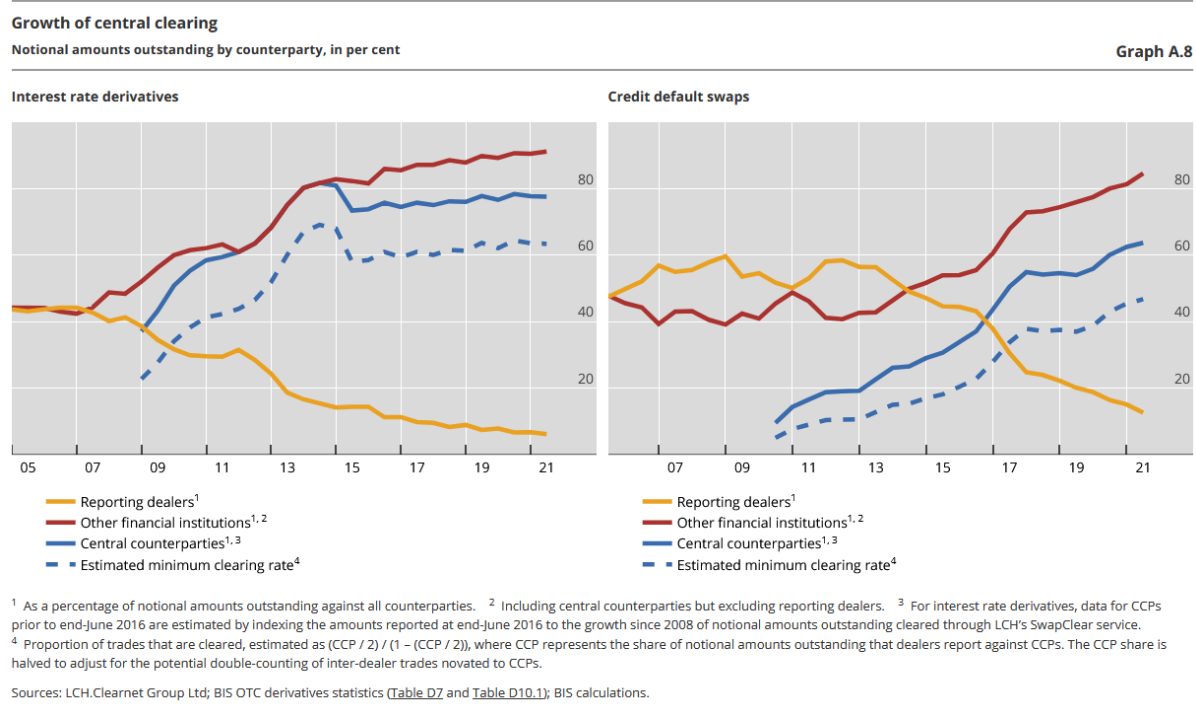 Growth of central clearing
Notional amounts outstanding by counterparty, in per cent
Graph A.8
Interest rate derivatives
80
60
40
20
05 07 09 11 13 15 17 19 21
Reporting dealers1
Other financial institutions1, 2
Central counterparties1, 3
Estimated minimum clearing rate4
Credit default swaps
80
60
40
20
07 09 11 13 15 17 19 21
Reporting dealers1
Other financial institutions1, 2
Central counterparties1, 3
Estimated minimum clearing rate4
1 As a percentage of notional amounts outstanding against all counterparties. 2 Including central counterparties but excluding reporting dealers. 3 For interest rate derivatives, data for CCPs
prior to end-June 2016 are estimated by indexing the amounts reported at end-June 2016 to the growth since 2008 of notional amounts outstanding cleared through LCH's SwapClear service.
4 Proportion of trades that are cleared, estimated as (CCP / 2) / (1 – (CCP / 2)), where CCP represents the share of notional amounts outstanding that dealers report against CCPs. The CCP share is
halved to adjust for the potential double-counting of inter-dealer trades novated to CCPs.
Sources: LCH.Clearnet Group Ltd; BIS OTC derivatives statistics (Table D7 and Table D10.1); BIS calculations.